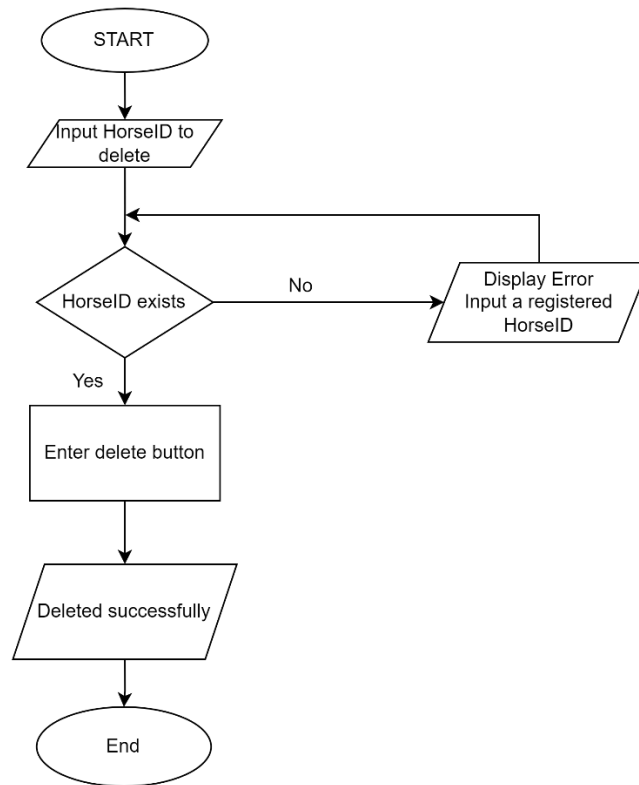 START
Input HorseID to
delete
HorseID exists
No
Display Error
Input a registered
HorseID
Yes
Enter delete button
Deleted successfully
End